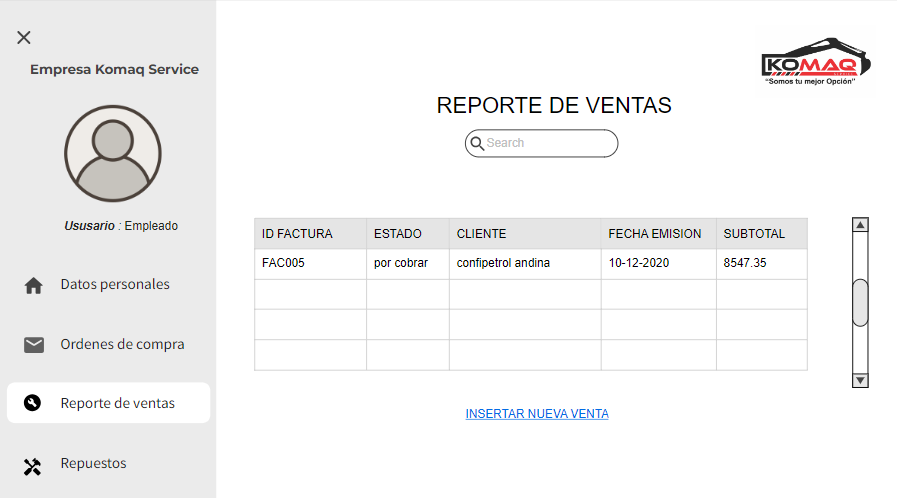 Empresa Komaq Service
Ususario : Empleado
Datos personales
Ordenes de compra
Reporte de ventas
Repuestos
KOMAQ
SERVICE
“Somos tu mejor Opción”
REPORTE DE VENTAS
Search
ID FACTURA ESTADO CLIENTE FECHA EMISION SUBTOTAL
FAC005 por cobrar confipetrol andina 10-12-2020 8547.35
INSERTAR NUEVA VENTA